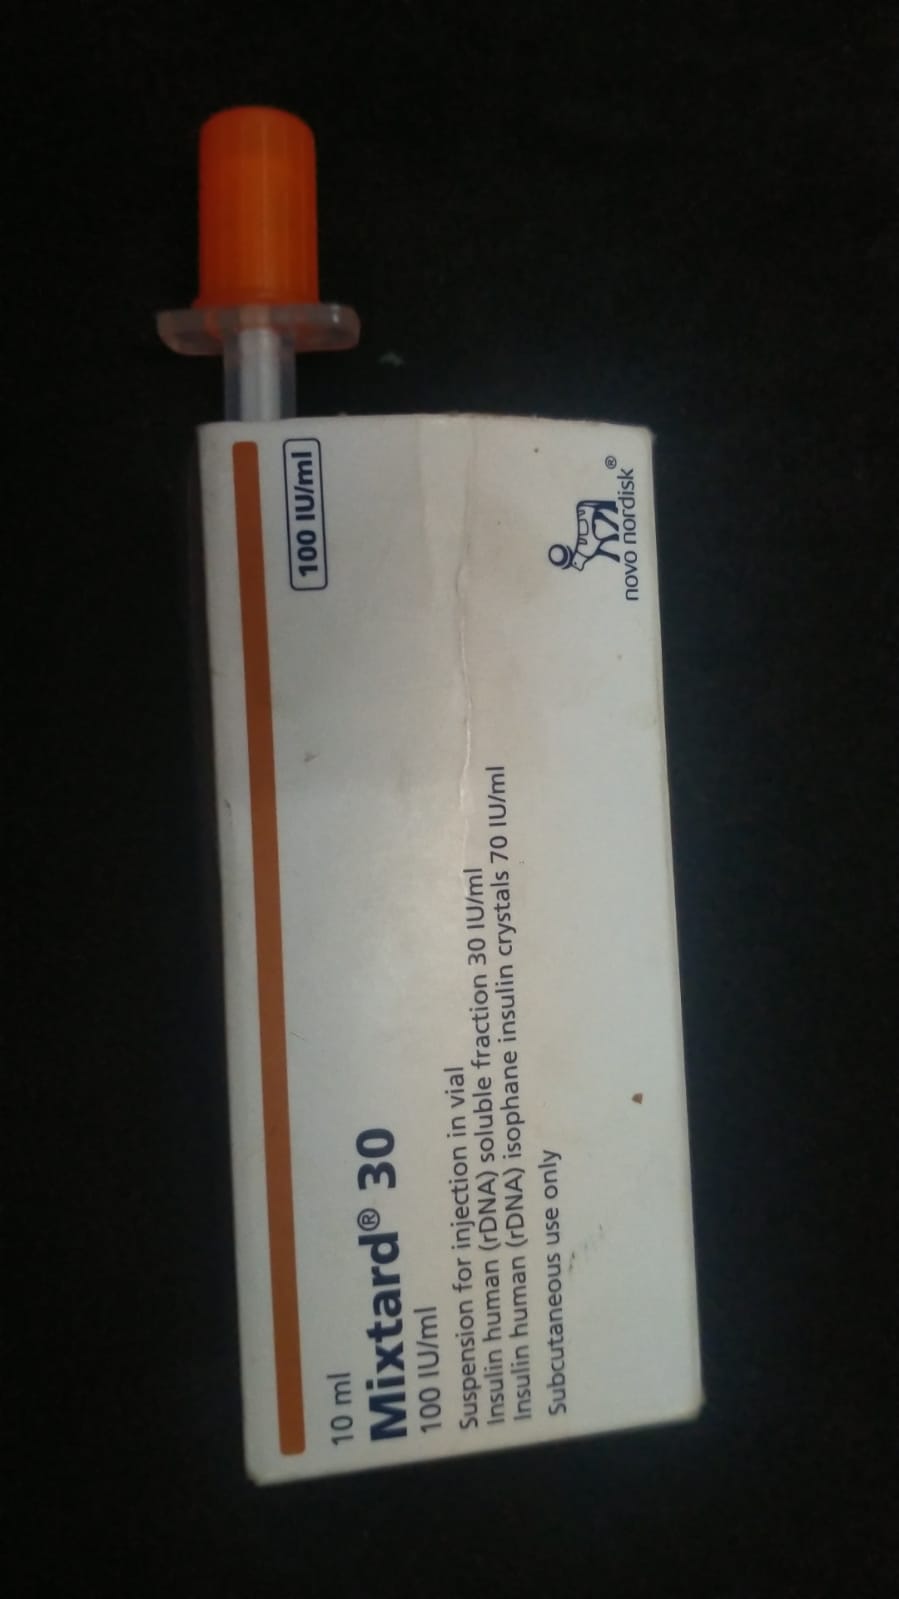 10 ml
Mixtard® 30
100 IU/ml
Suspension for injection in vial
Insulin human (rDNA) soluble fraction 30 IU/ml
Insulin human (rDNA) isophane insulin crystals 70 IU/ml
Subcutaneous use only
100 IU/ml
novo nordisk®